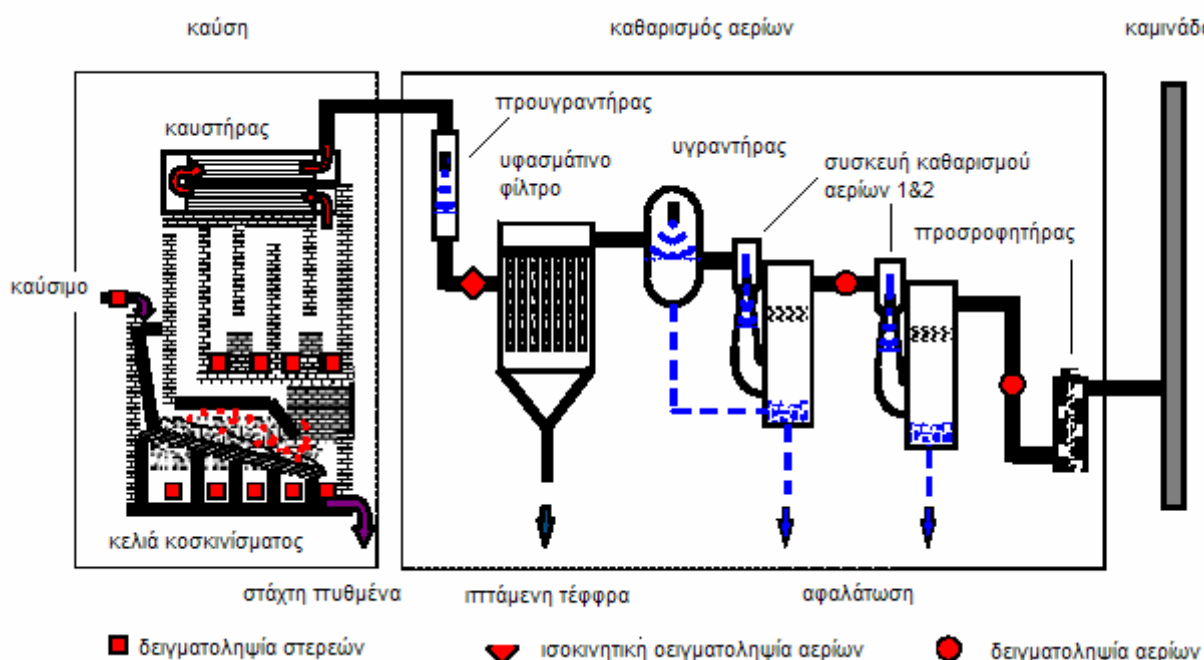 καύση
καθαρισμός αερίων
καμινάδα
προυγραντήρας
καυστήρας
υφασμάτινο
φίλτρο
υγραντήρας
συσκευή καθαρισμού
αερίων 1&2
προσροφητήρας
καύσιμο
κελιά κοσκινίσματος
στάχτη πυθμένα
ιπτάμενη τέφφρα
αφαλάτωση
δειγματοληψία στερεών
ισοκινητική δειγματοληψία αερίων
δειγματοληψία αερίων